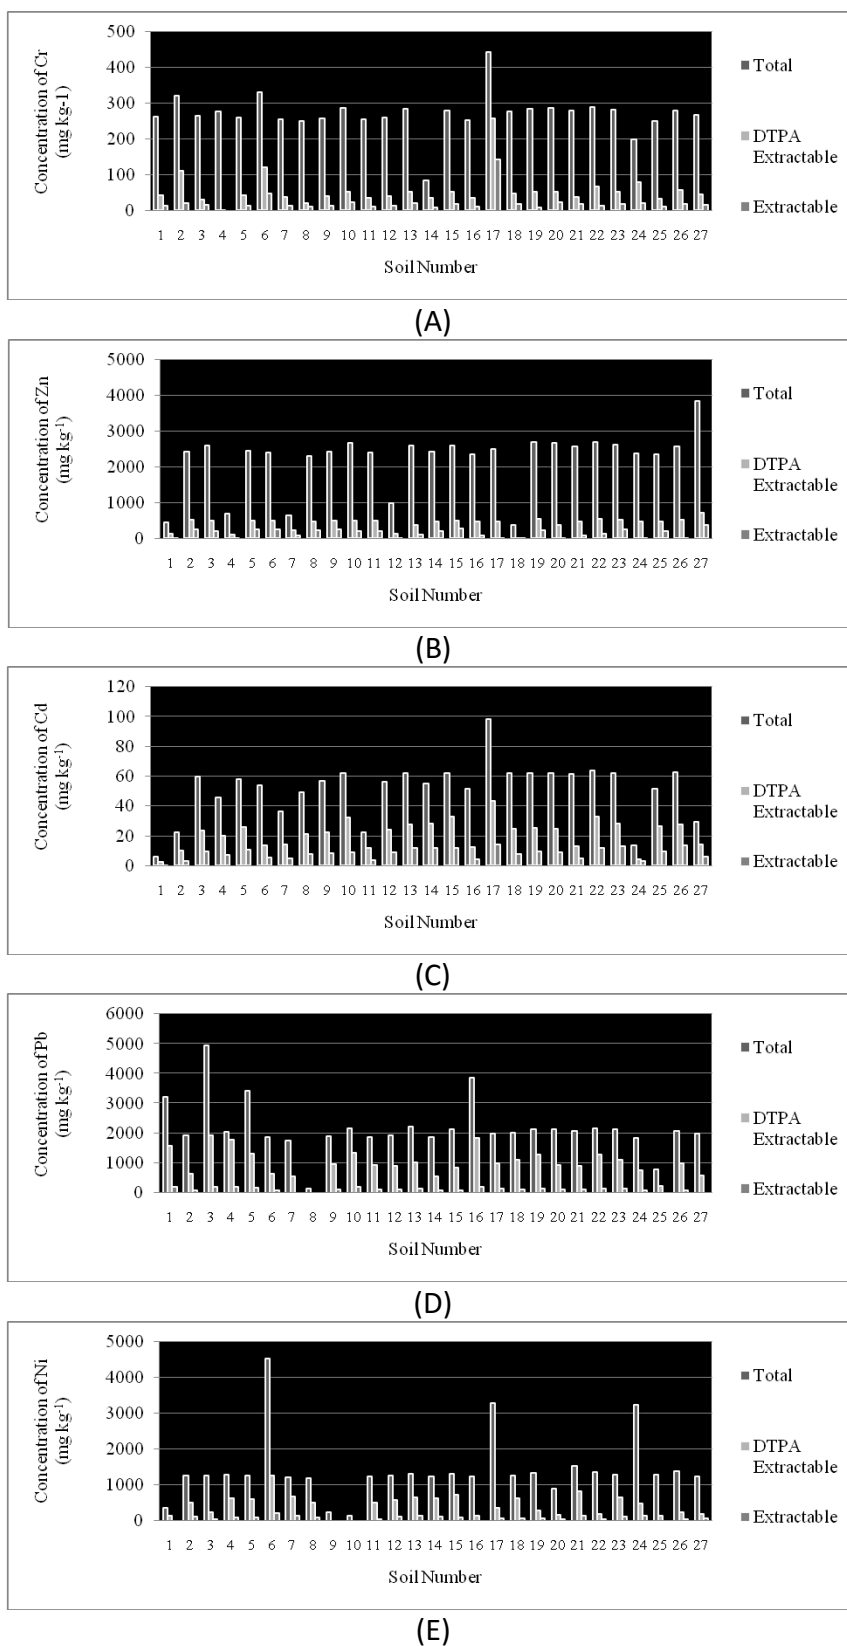 500
400
300
200
100
0
Concentration of Cr
(mg kg-1)
1 2 3 4 5 6 7 8 9 10 11 12 13 14 15 16 17 18 19 20 21 22 23 24 25 26 27
Soil Number
Total
DTPA
Extractable
Extractable
(A)
5000
4000
3000
2000
1000
0
Concentration of Zn
(mg kg-1)
1 2 3 4 5 6 7 8 9 10 11 12 13 14 15 16 17 18 19 20 21 22 23 24 25 26 27
Soil Number
Total
DTPA
Extractable
Extractable
(B)
120
100
80
60
40
20
0
Concentration of Cd
(mg kg-1)
1 2 3 4 5 6 7 8 9 10 11 12 13 14 15 16 17 18 19 20 21 22 23 24 25 26 27
Soil Number
Total
DTPA
Extractable
Extractable
(C)
6000
5000
4000
3000
2000
1000
0
Concentration of Pb
(mg kg-1)
1 2 3 4 5 6 7 8 9 10 11 12 13 14 15 16 17 18 19 20 21 22 23 24 25 26 27
Soil Number
Total
DTPA
Extractable
Extractable
(D)
5000
4000
3000
2000
1000
0
Concentration of Ni
(mg kg-1)
1 2 3 4 5 6 7 8 9 10 11 12 13 14 15 16 17 18 19 20 21 22 23 24 25 26 27
Soil Number
Total
DTPA
Extractable
Extractable
(E)